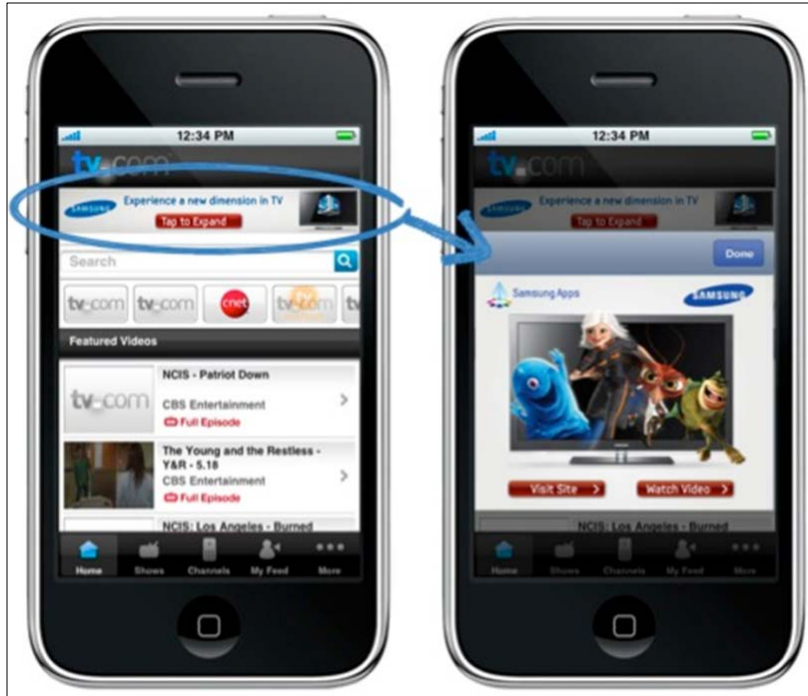 12:34 PM
tv.com
SAMSUNG
Experience a new dimension in TV
Tap to Expand
Search
tv.com
tv.com
cnet
tv.com
tv
Featured Videos
tv.com
NCIS - Patriot Down
CBS Entertainment
Full Episode
The Young and the Restless -
Y&R - 5.18
CBS Entertainment
Full Episode
NCIS: Los Angeles - Burned
Home
Shows
Channels
My Feed
More
12:34 PM
tv.com
SAMSUNG
Experience a new dimension in TV
Tap to Expand
Done
Samsung Apps
SAMSUNG
Visit Site
Watch Video
NCIS: Los Angeles - Burned
Home
Shows
Channels
My Feed
More